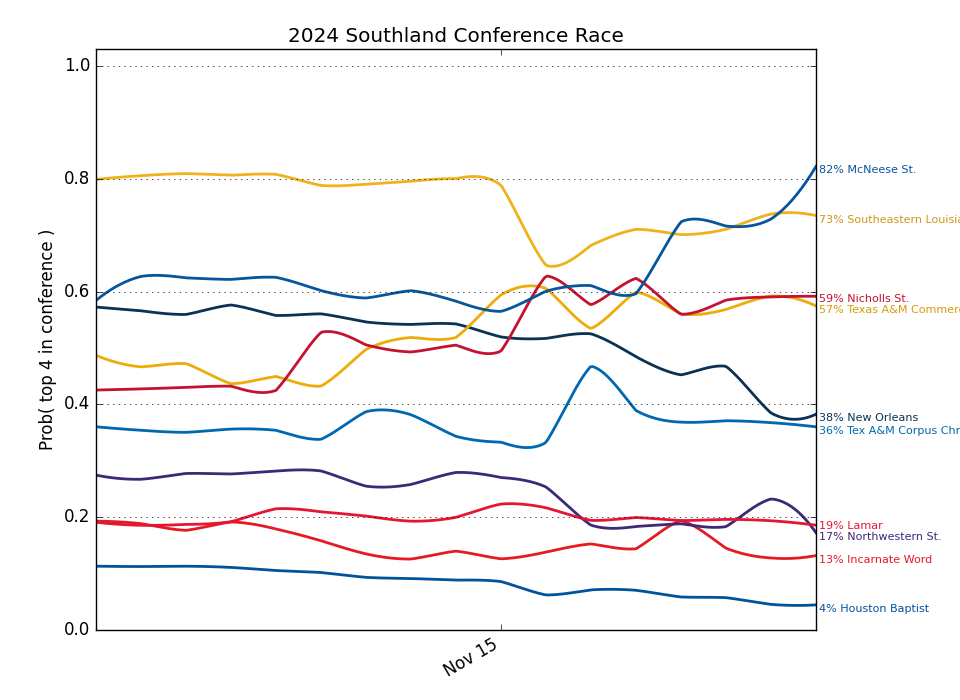 2024 Southland Conference Race
Prob( top 4 in conference )
1.0
0.8
0.6
0.4
0.2
0.0
Nov 15
82% McNeese St.
73% Southeastern Louisia
59% Nicholls St.
57% Texas A&M Commerc
38% New Orleans
36% Tex A&M Corpus Chr
19% Lamar
17% Northwestern St.
13% Incarnate Word
4% Houston Baptist